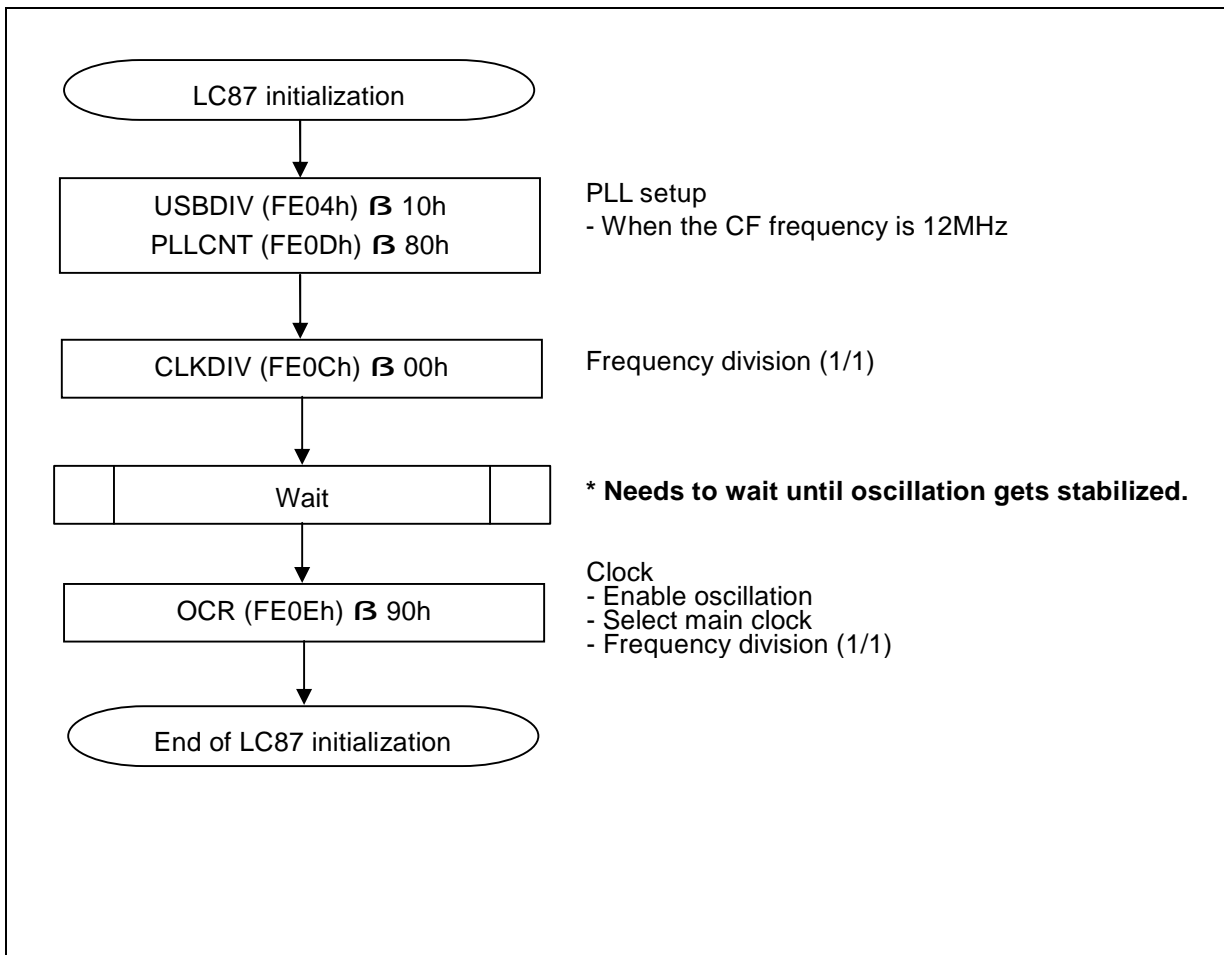 LC87 initialization
USBDIV (FE04h) ß 10h
PLLCNT (FE0Dh) ß 80h
PLL setup
- When the CF frequency is 12MHz
CLKDIV (FE0Ch) ß 00h
Frequency division (1/1)
Wait
* Needs to wait until oscillation gets stabilized.
OCR (FE0Eh) ß 90h
Clock
- Enable oscillation
- Select main clock
- Frequency division (1/1)
End of LC87 initialization